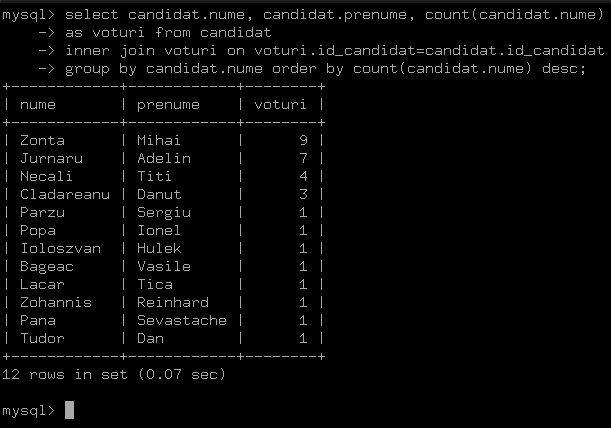 mysql> select candidat.nume, candidat.prenume, count(candidat.nume)
    -> as voturi from candidat
    -> inner join voturi on voturi.id_candidat=candidat.id_candidat
    -> group by candidat.nume order by count(candidat.nume) desc;
+------------+------------+--------+
| nume       | prenume    | voturi |
+------------+------------+--------+
| Zonta      | Mihai      |      9 |
| Jurnaru    | Adelin     |      7 |
| Necali     | Titi       |      4 |
| Cladareanu | Danut      |      3 |
| Parzu      | Sergiu     |      1 |
| Popa       | Ionel      |      1 |
| Ioloszvan  | Hulek      |      1 |
| Bageac     | Vasile     |      1 |
| Lacar      | Tica       |      1 |
| Zohannis   | Reinhard   |      1 |
| Pana       | Sevastache |      1 |
| Tudor      | Dan        |      1 |
+------------+------------+--------+
12 rows in set (0.07 sec)
mysql>